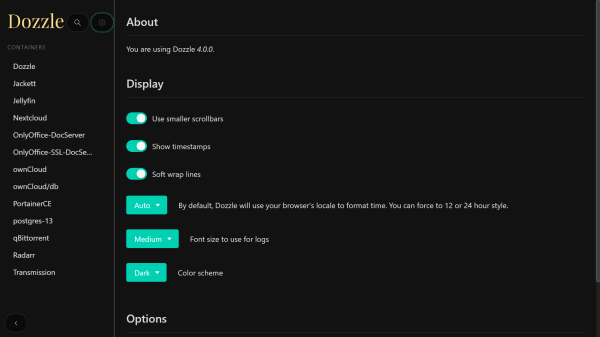 Dozzle
CONTAINERS
Dozzle
Jackett
Jellyfin
Nextcloud
OnlyOffice-DocServer
OnlyOffice-SSL-DocSe...
ownCloud
ownCloud/db
PortainerCE
postgres-13
qBittorrent
Radarr
Transmission
About
You are using Dozzle 4.0.0.
Display
Use smaller scrollbars
Show timestamps
Soft wrap lines
Auto By default, Dozzle will use your browser's locale to format time. You can force to 12 or 24 hour style.
Medium Font size to use for logs
Dark Color scheme
Options